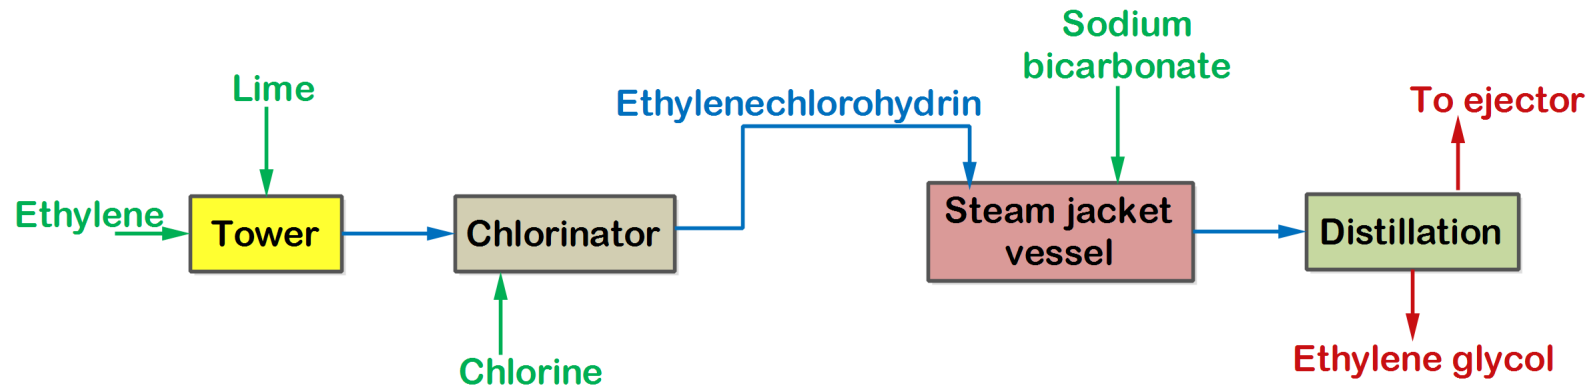 Sodium
bicarbonate
Lime
Ethylenechlorohydrin
To ejector
Ethylene
Tower
Chlorinator
Steam jacket
vessel
Distillation
Chlorine
Ethylene glycol